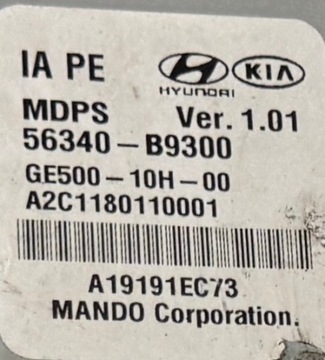 IA PE
HYUNDAI
KIA
MDPS Ver. 1.01
56340-B9300
GE500-10H-00
A2C1180110001
A19191EC73
MANDO Corporation.